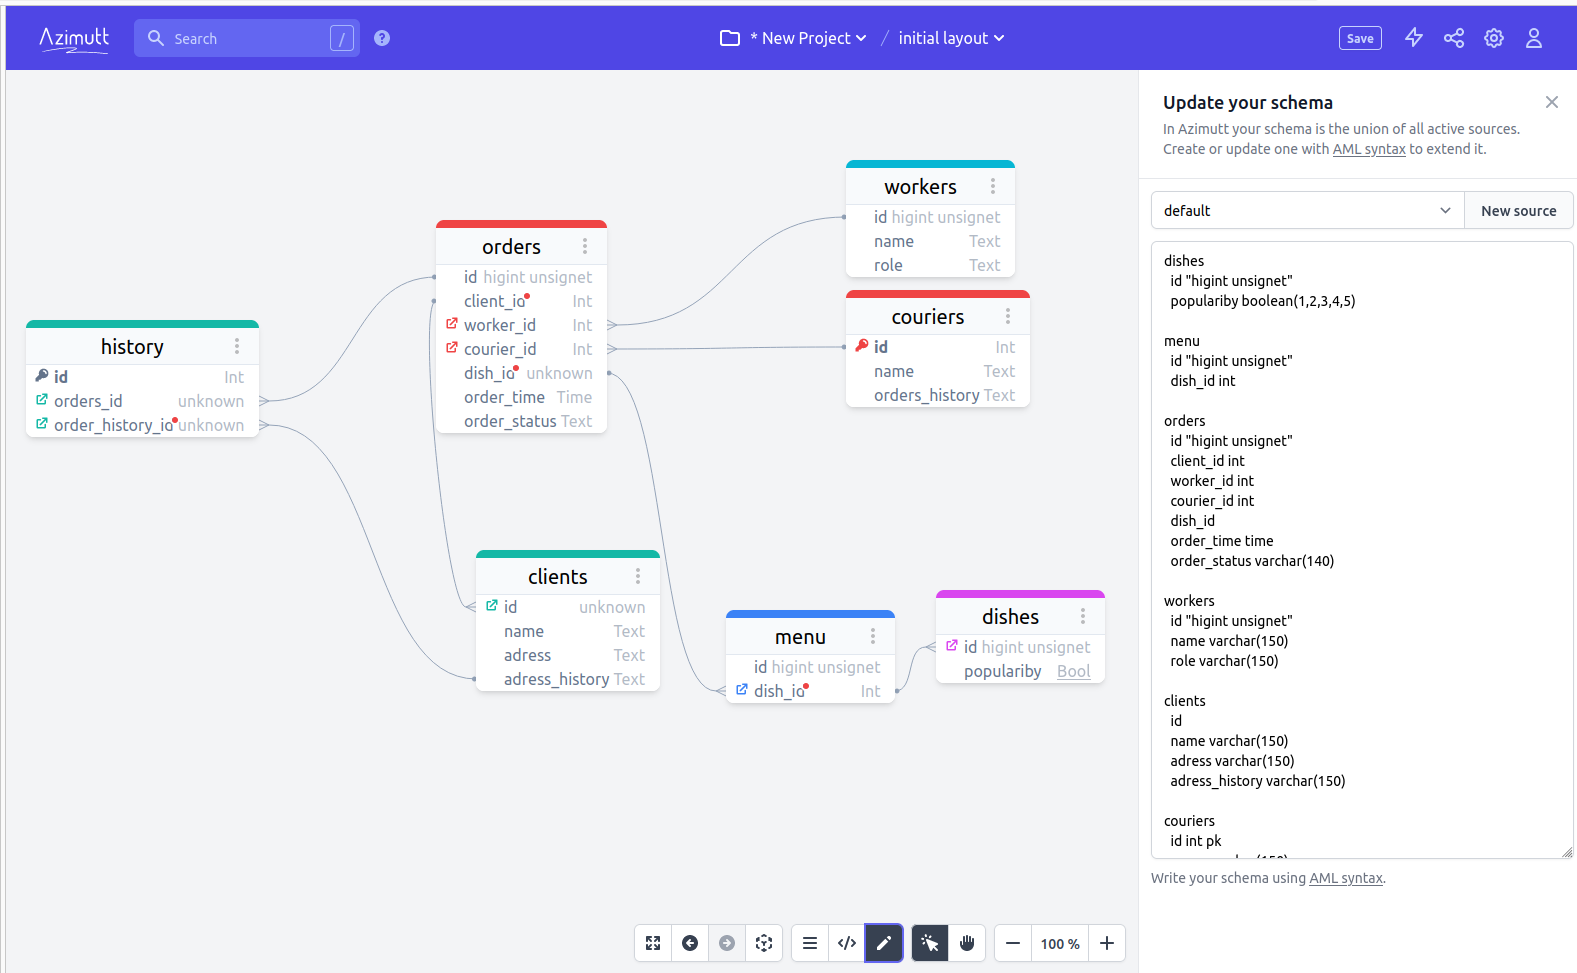 Azimutt
Search
/
?
* New Project
/
initial layout
Save
history
id Int
orders_id unknown
order_history_id unknown
orders
id higint unsignet
client_id Int
worker_id Int
courier_id Int
dish_id unknown
order_time Time
order_status Text
workers
id higint unsignet
name Text
role Text
couriers
id Int
name Text
orders_history Text
clients
id unknown
name Text
adress Text
adress_history Text
menu
id higint unsignet
dish_id Int
dishes
id higint unsignet
populariby Bool
100 %
Update your schema
In Azimutt your schema is the union of all active sources.
Create or update one with AML syntax to extend it.
default
New source
dishes
id "higint unsignet"
populariby boolean(1,2,3,4,5)
menu
id "higint unsignet"
dish_id int
orders
id "higint unsignet"
client_id int
worker_id int
courier_id int
dish_id
order_time time
order_status varchar(140)
workers
id "higint unsignet"
name varchar(150)
role varchar(150)
clients
id
name varchar(150)
adress varchar(150)
adress_history varchar(150)
couriers
id int pk
Write your schema using AML syntax.